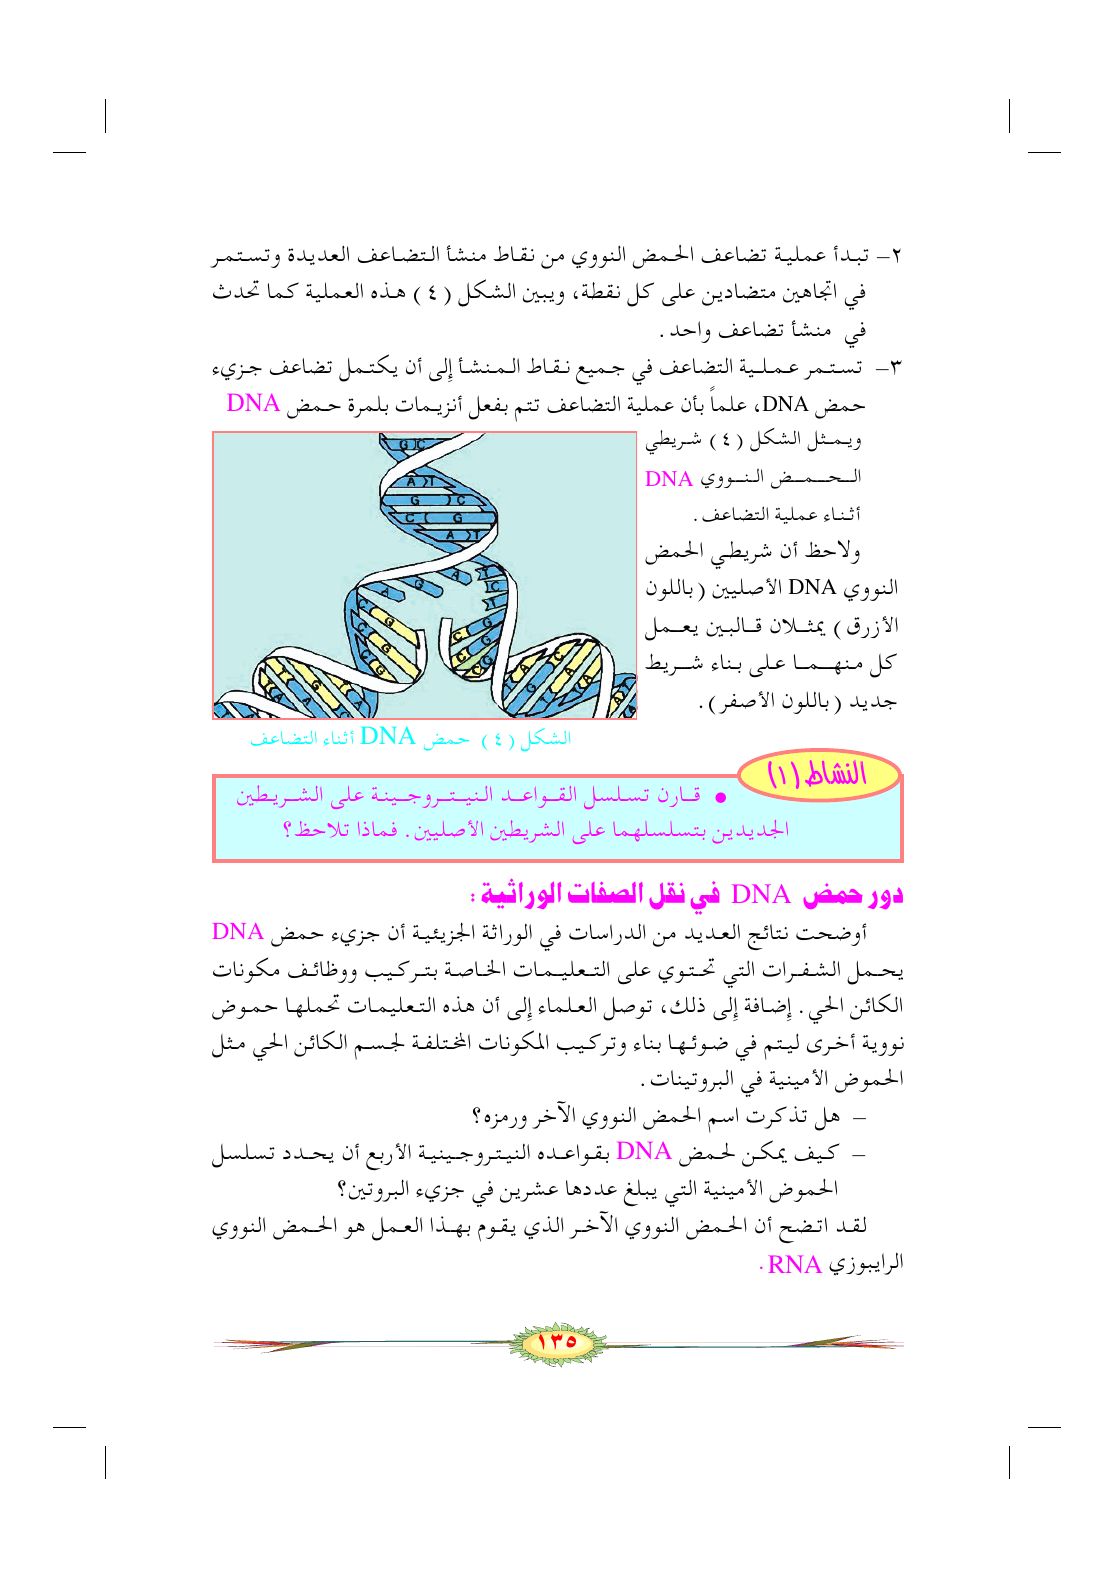 ٢– تبدأ عملية تضاعف الحمض النووي من نقاط منشأ التضاعف العديدة وتستمر
في اتجاهين متضادين على كل نقطة، ويبين الشكل ( ٤ ) هذه العملية كما تحدث
في منشأ تضاعف واحد .
٣– تستمر عملية التضاعف في جميع نقاط المنشأ إلى أن يكتمل تضاعف جزيء
حمض DNA، علماً بأن عملية التضاعف تتم بفعل أنزيمات بلمرة حمض DNA
ويمثل الشكل ( ٤ ) شريطي
الحمض النووي DNA
أثناء عملية التضاعف .
ولاحظ أن شريطي الحمض
النووي DNA الأصليين ( باللون
الأزرق ) يمثلان قالبين يعمل
كل منهما على بناء شريط
جديد ( باللون الأصفر ) .
G C
A T
G C
C G
A T
الشكل ( ٤ ) حمض DNA أثناء التضاعف
النشاط (١)
● قارن تسلسل القواعد النيتروجينة على الشريطين
الجديدين بتسلسلهما على الشريطين الأصليين . فماذا تلاحظ؟
دور حمض DNA في نقل الصفات الوراثية :
أوضحت نتائج العديد من الدراسات في الوراثة الجزيئية أن جزيء حمض DNA
يحمل الشفرات التي تحتوي على التعليمات الخاصة بتركيب ووظائف مكونات
الكائن الحي . إضافة إلى ذلك، توصل العلماء إلى أن هذه التعليمات تحملها حموض
نووية أخرى ليتم في ضوئها بناء وتركيب المكونات المختلفة لجسم الكائن الحي مثل
الحموض الأمينية في البروتينات .
– هل تذكرت اسم الحمض النووي الآخر ورمزه؟
– كيف يمكن لحمض DNA بقواعده النيتروجينية الأربع أن يحدد تسلسل
الحموض الأمينية التي يبلغ عددها عشرين في جزيء البروتين؟
لقد اتضح أن الحمض النووي الآخر الذي يقوم بهذا العمل هو الحمض النووي
الرايبوزي RNA .
١٣٥